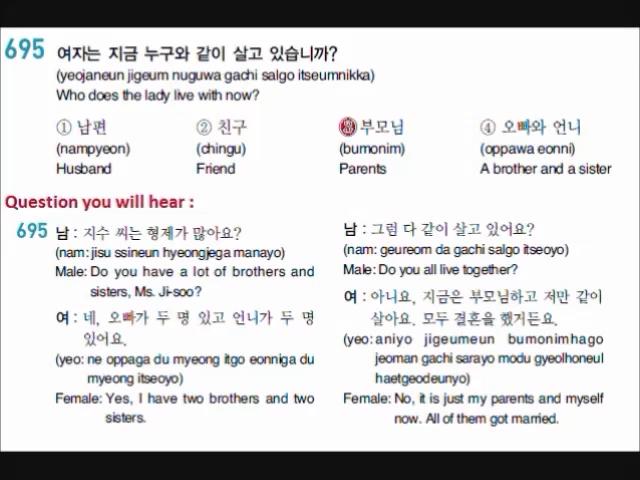 695 여자는 지금 누구와 같이 살고 있습니까?
(yeojaneun jigeum nuguwa gachi salgo itseumnikka)
Who does the lady live with now?
① 남편
(nampyeon)
Husband
② 친구
(chingu)
Friend
③ 부모님
(bumonim)
Parents
④ 오빠와 언니
(oppawa eonni)
A brother and a sister
Question you will hear :
695 남 : 지수 씨는 형제가 많아요?
(nam: jisu ssineun hyeongjega manayo)
Male: Do you have a lot of brothers and
sisters, Ms. Ji-soo?
여 : 네, 오빠가 두 명 있고 언니가 두 명
있어요.
(yeo: ne oppaga du myeong itgo eonniga du
myeong itseoyo)
Female: Yes, I have two brothers and two
sisters.
남 : 그럼 다 같이 살고 있어요?
(nam: geureom da gachi salgo itseoyo)
Male: Do you all live together?
여 : 아니요, 지금은 부모님하고 저만 같이
살아요. 모두 결혼을 했거든요.
(yeo: aniyo jigeumeun bumonimhago
jeoman gachi sarayo modu gyeolhoneul
haetgeodeunyo)
Female: No, it is just my parents and myself
now. All of them got married.